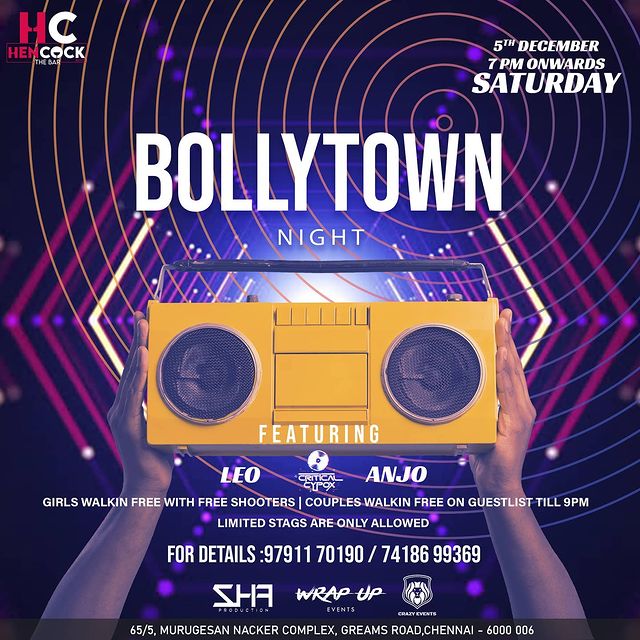 HC
HENCOCK
THE BAR
5TH DECEMBER
7 PM ONWARDS
SATURDAY
BOLLYTOWN
NIGHT
FEATURING
LEO
CRITICAL CYFOX
ANJO
GIRLS WALKIN FREE WITH FREE SHOOTERS | COUPLES WALKIN FREE ON GUESTLIST TILL 9PM
LIMITED STAGS ARE ONLY ALLOWED
FOR DETAILS :97911 70190 / 74186 99369
SHA
PRODUCTION
WRAP UP
EVENTS
CRAZY EVENTS
65/5, MURUGESAN NACKER COMPLEX, GREAMS ROAD,CHENNAI - 6000 006